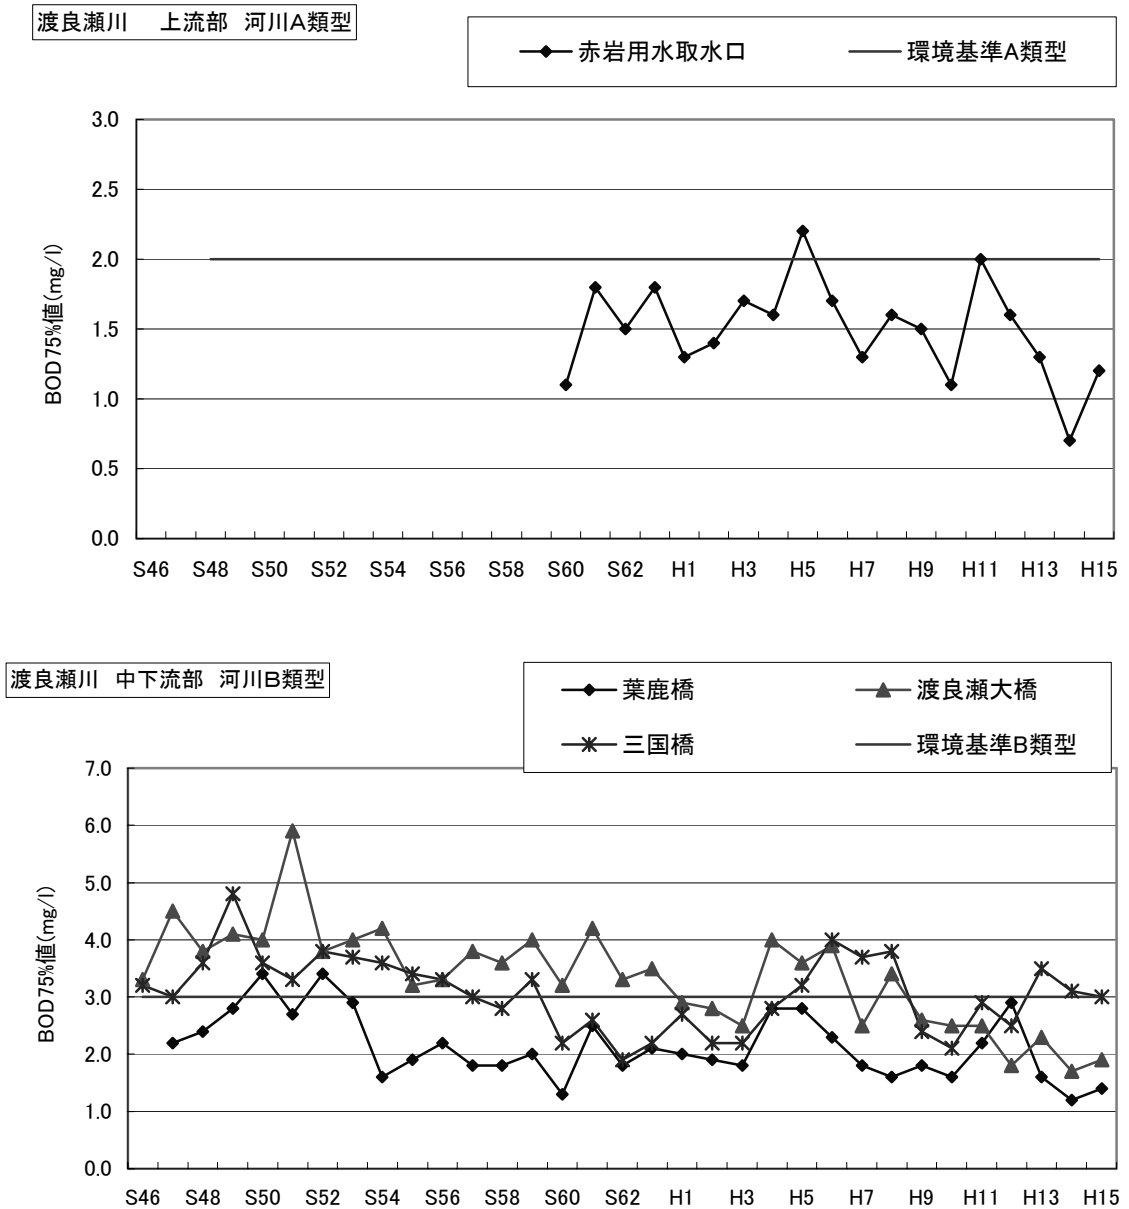 渡良瀬川 上流部 河川A類型
赤岩用水取水口 環境基準A類型
3.0
2.5
2.0
1.5
1.0
0.5
0.0
BOD75%値(mg/l)
S46 S48 S50 S52 S54 S56 S58 S60 S62 H1 H3 H5 H7 H9 H11 H13 H15
渡良瀬川 中下流部 河川B類型
葉鹿橋 渡良瀬大橋
三国橋 環境基準B類型
7.0
6.0
5.0
4.0
3.0
2.0
1.0
0.0
BOD75%値(mg/l)
S46 S48 S50 S52 S54 S56 S58 S60 S62 H1 H3 H5 H7 H9 H11 H13 H15